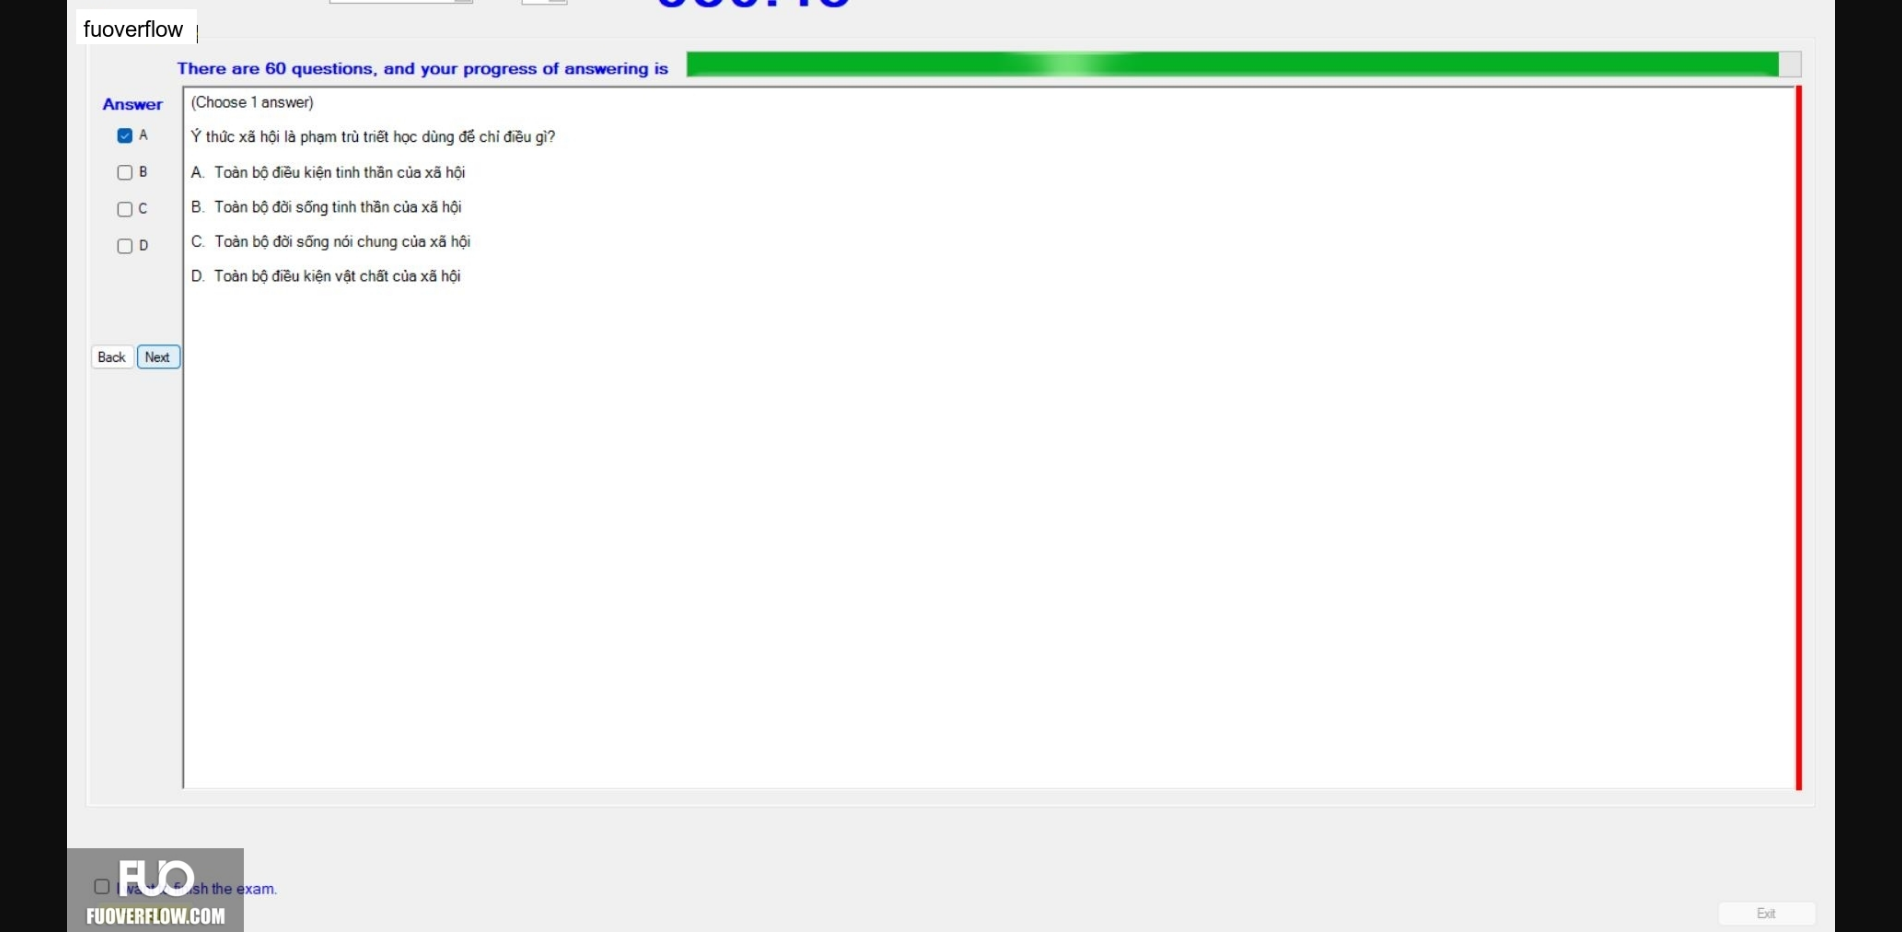 fuoverflow
There are 60 questions, and your progress of answering is
Answer
(Choose 1 answer)
A
Ý thức xã hội là phạm trù triết học dùng để chỉ điều gì?
B
A. Toàn bộ điều kiện tinh thần của xã hội
C
B. Toàn bộ đời sống tinh thần của xã hội
D
C. Toàn bộ đời sống nói chung của xã hội
D. Toàn bộ điều kiện vật chất của xã hội
Back Next
FUO
the exam.
FUOVERFLOW.COM
Exit